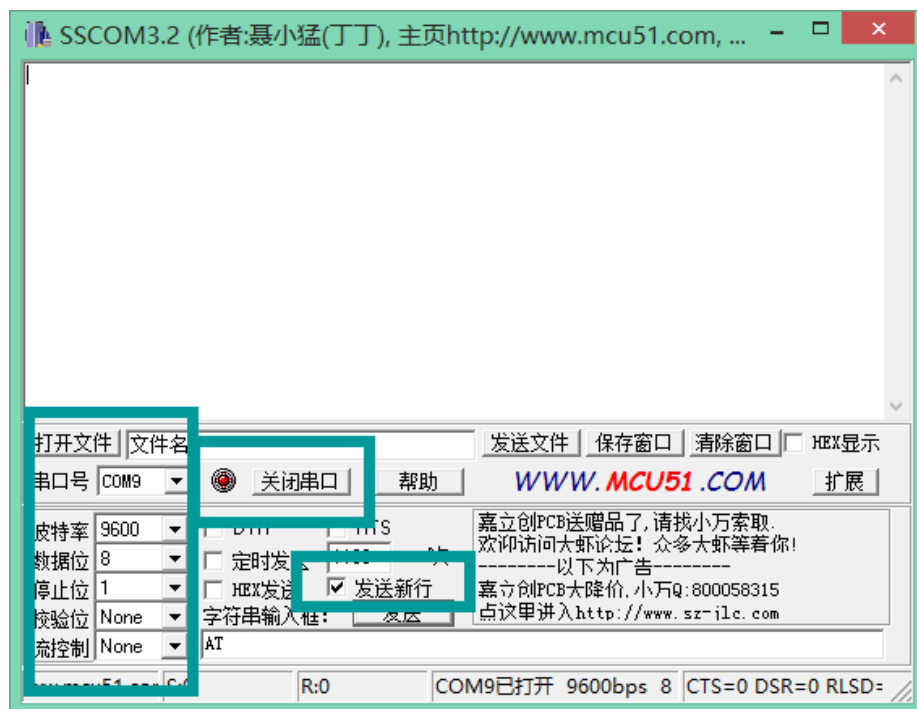 SSCOM3.2 (作者:聂小猛(丁丁), 主页http://www.mcu51.com, ...
打开文件 文件名 发送文件 保存窗口 清除窗口 HEX显示
串口号 COM9 关闭串口 帮助 WWW.MCU51.COM 扩展
波特率 9600
嘉立创PCB送赠品了,请找小万索取.
数据位 8 定时发
欢迎访问大虾论坛! 众多大虾等着你!
--------以下为广告--------
停止位 1 HEX发送 发送新行
嘉立创PCB大降价,小万Q:800058315
校验位 None 字符串输入框: 发送
点这里进入http://www.sz-jlc.com
流控制 None AT
R:0 COM9已打开 9600bps 8 CTS=0 DSR=0 RLSD=